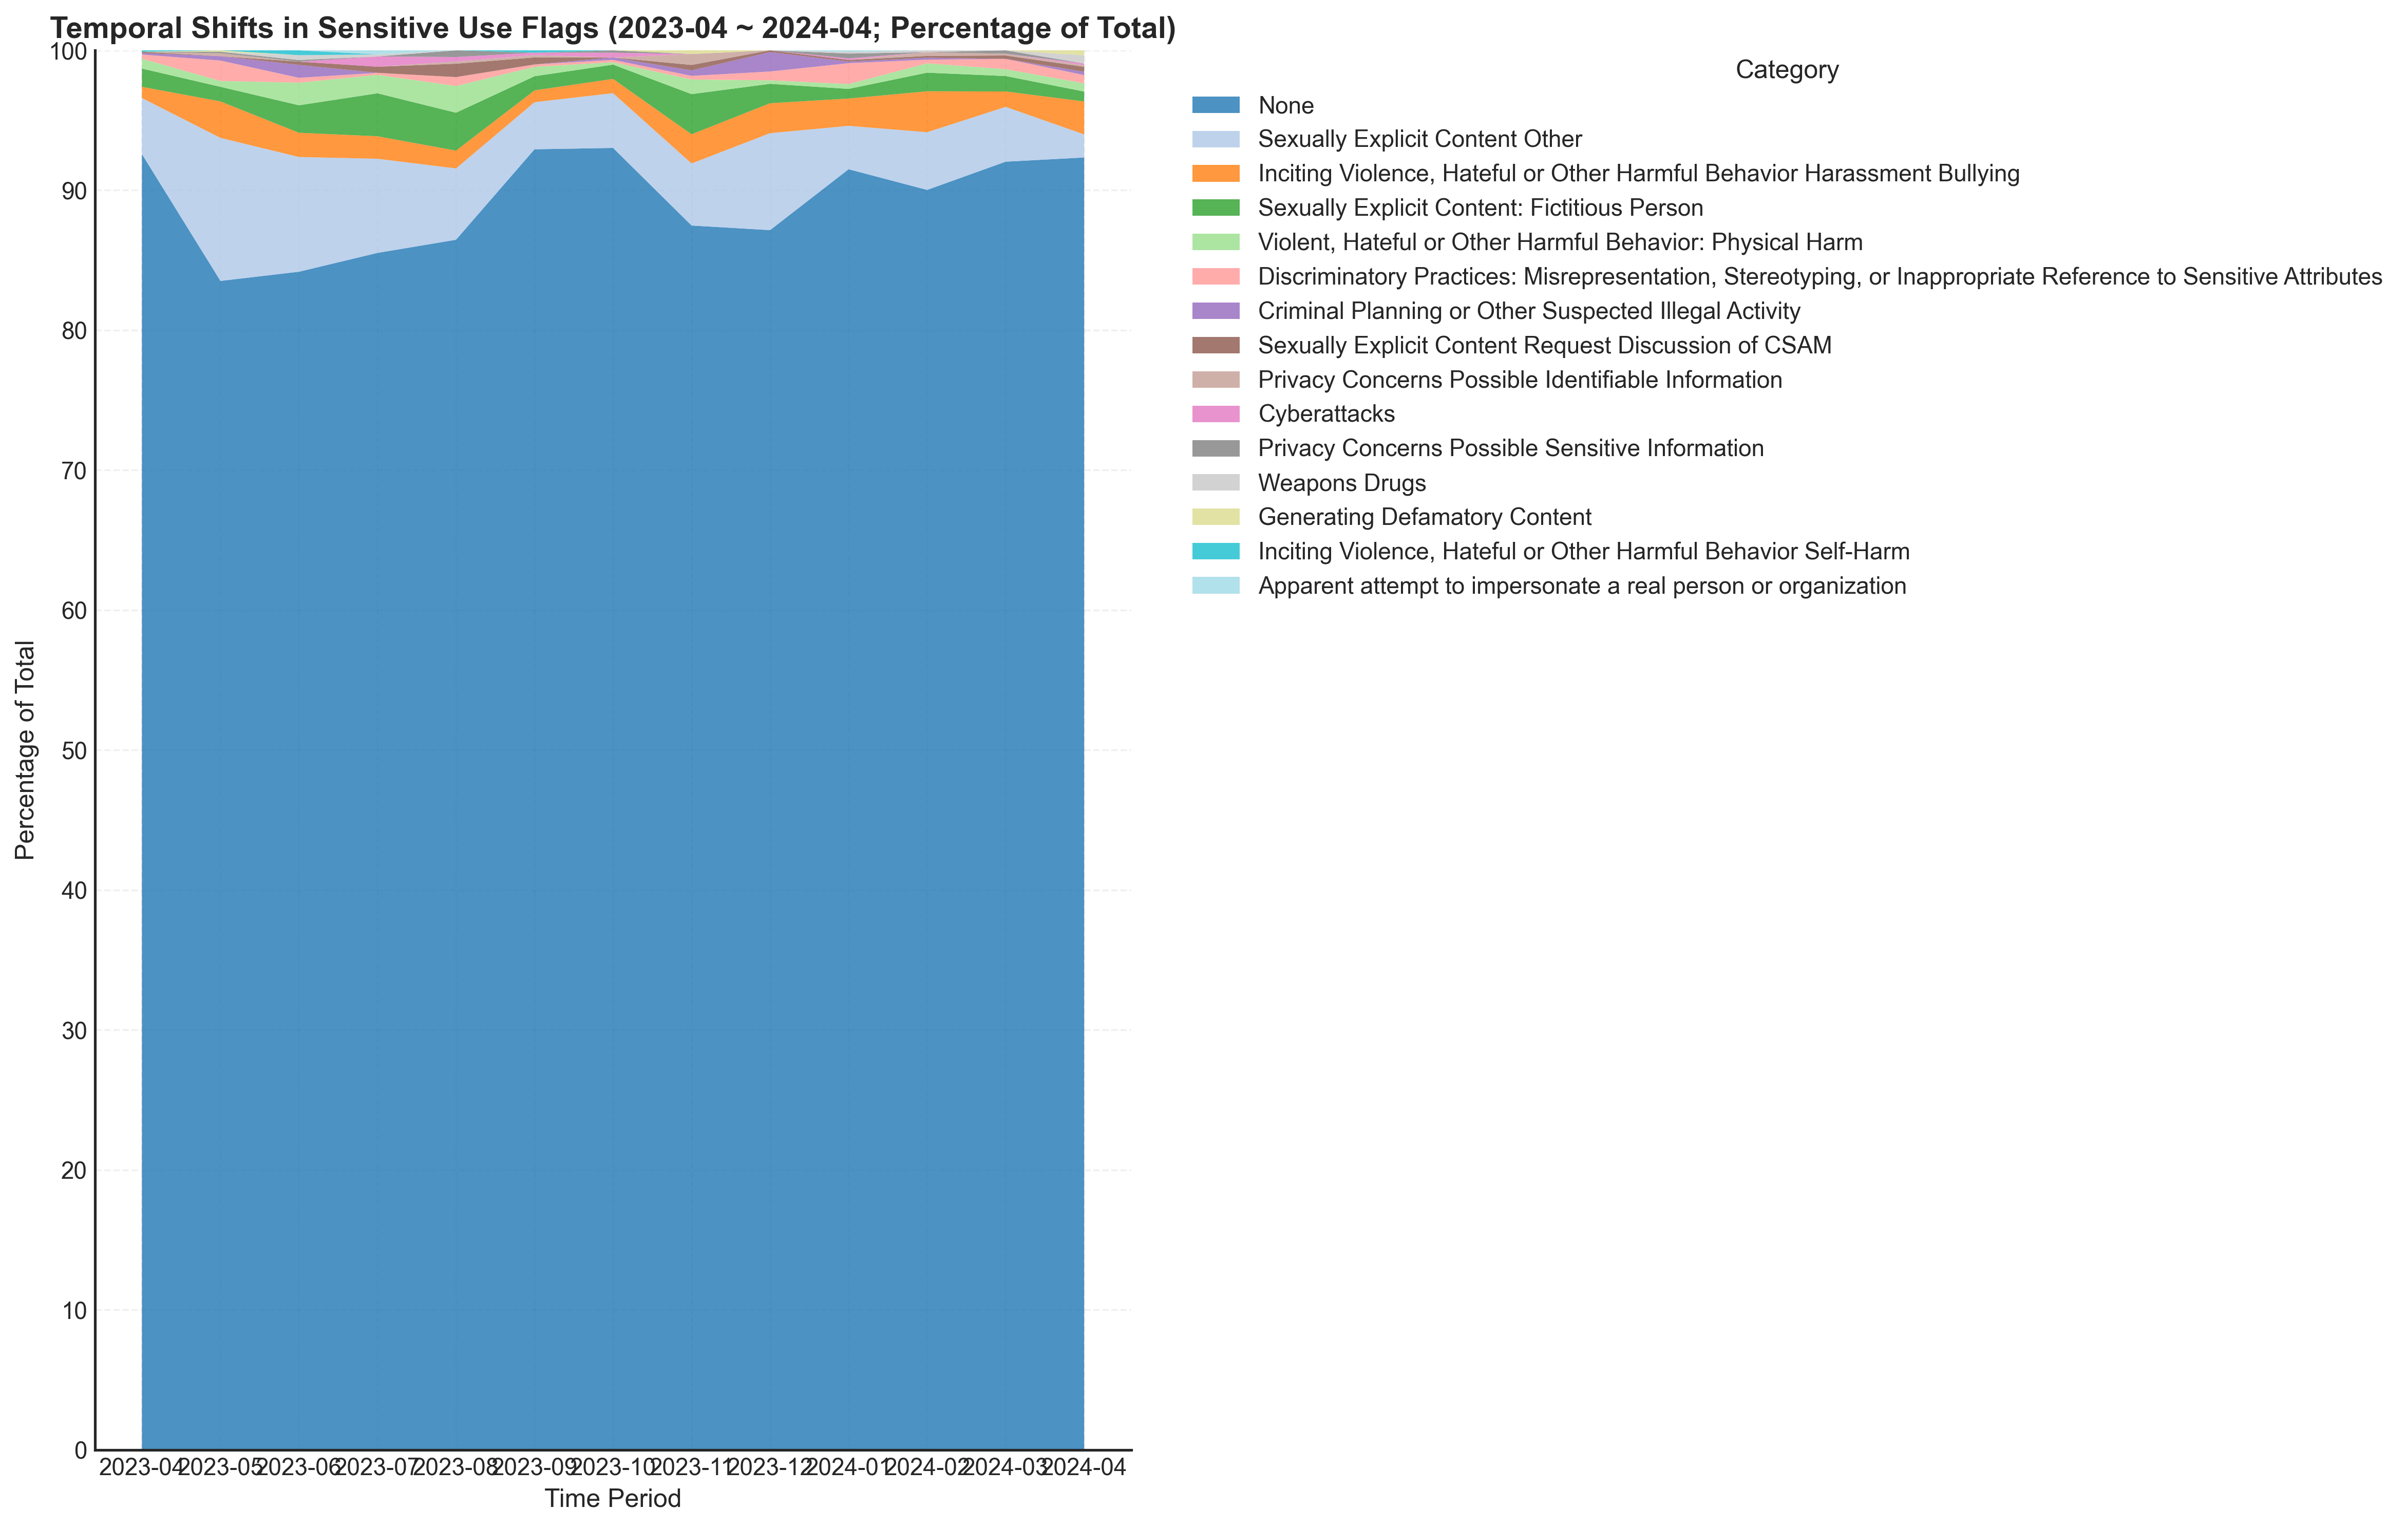 Temporal Shifts in Sensitive Use Flags (2023-04 ~ 2024-04; Percentage of Total)
100
90
80
70
60
50
40
30
20
10
0
Percentage of Total
2023-04 2023-05 2023-06 2023-07 2023-08 2023-09 2023-10 2023-11 2023-12 2024-01 2024-02 2024-03 2024-04
Time Period
Category
None
Sexually Explicit Content Other
Inciting Violence, Hateful or Other Harmful Behavior Harassment Bullying
Sexually Explicit Content: Fictitious Person
Violent, Hateful or Other Harmful Behavior: Physical Harm
Discriminatory Practices: Misrepresentation, Stereotyping, or Inappropriate Reference to Sensitive Attributes
Criminal Planning or Other Suspected Illegal Activity
Sexually Explicit Content Request Discussion of CSAM
Privacy Concerns Possible Identifiable Information
Cyberattacks
Privacy Concerns Possible Sensitive Information
Weapons Drugs
Generating Defamatory Content
Inciting Violence, Hateful or Other Harmful Behavior Self-Harm
Apparent attempt to impersonate a real person or organization